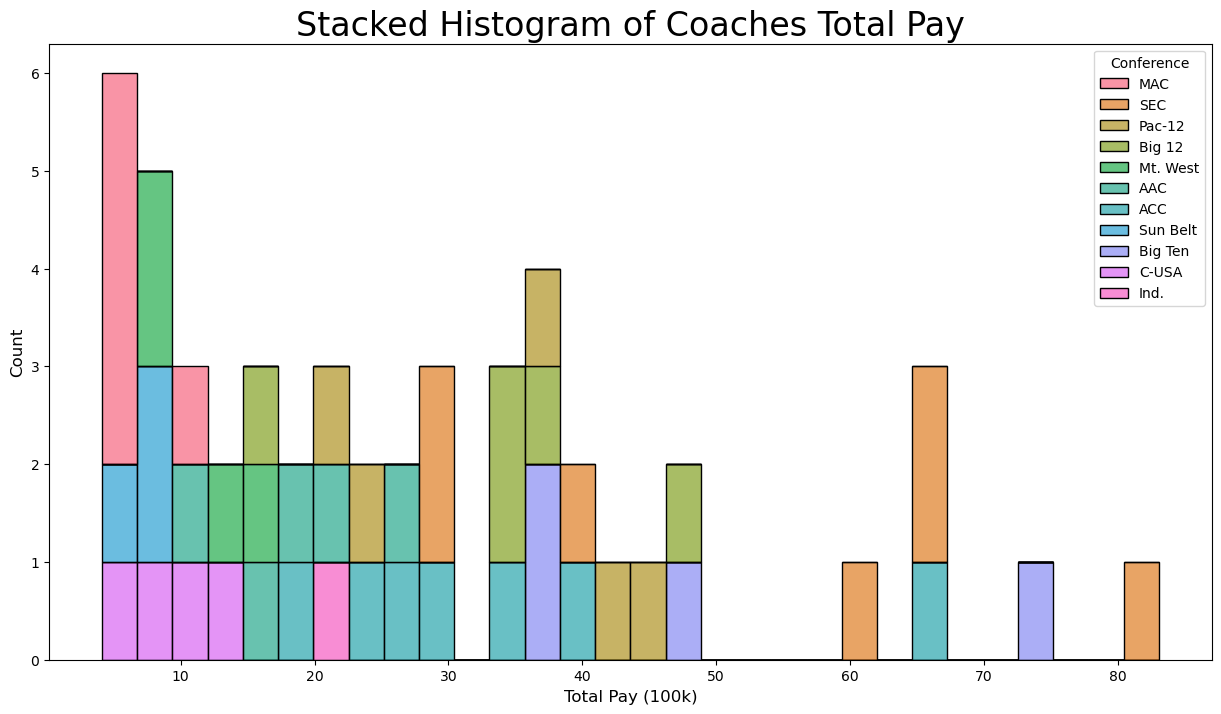 Stacked Histogram of Coaches Total Pay
Conference
MAC
SEC
Pac-12
Big 12
Mt. West
AAC
ACC
Sun Belt
Big Ten
C-USA
Ind.
Count
6
5
4
3
2
1
0
10 20 30 40 50 60 70 80
Total Pay (100k)